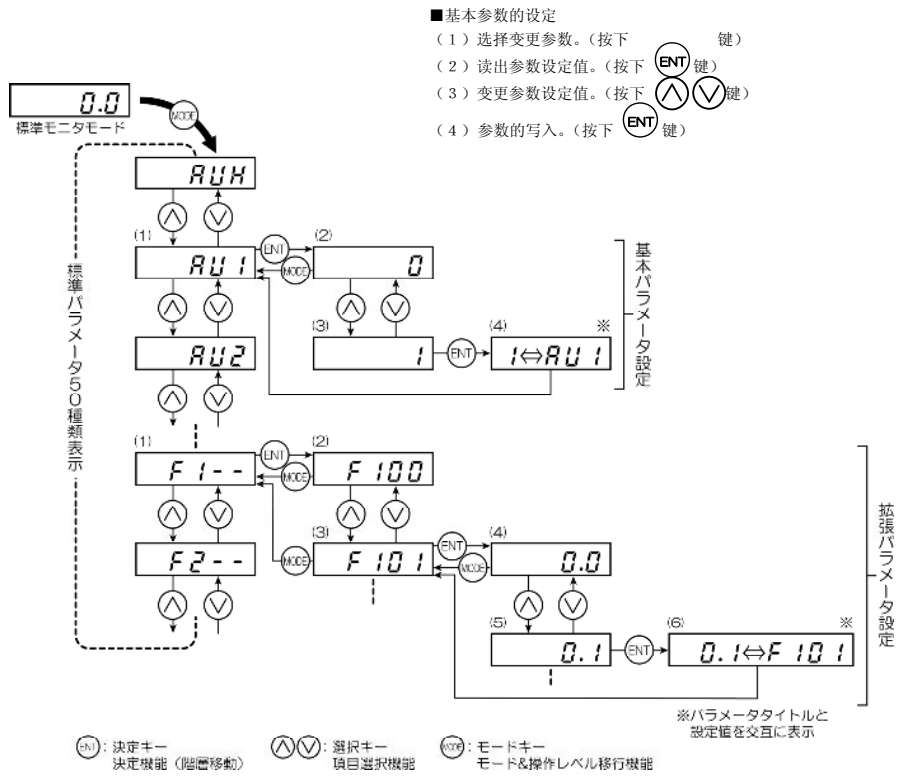 ■基本参数的设定
（1）选择变更参数。（按下 键）
（2）读出参数设定值。（按下 ENT 键）
（3）变更参数设定值。（按下 键）
（4）参数的写入。（按下 ENT 键）
0.0
標準モニタモード
MODE
AUH
(1)
ENT
(2)
AU1
MODE
0
(3)
(4)
※
AU2
1
ENT
1⇔AU1
基本パラメータ設定
標準パラメータ50種類表示
(1)
ENT
(2)
F1--
MODE
F100
(3)
ENT
(4)
F2--
MODE
F101
MODE
0.0
(5)
(6)
※
0.1
ENT
0.1⇔F101
拡張パラメータ設定
※パラメータタイトルと
設定値を交互に表示
ENT : 決定キー
決定機能（階層移動）
: 選択キー
項目選択機能
MODE : モードキー
モード&操作レベル移行機能